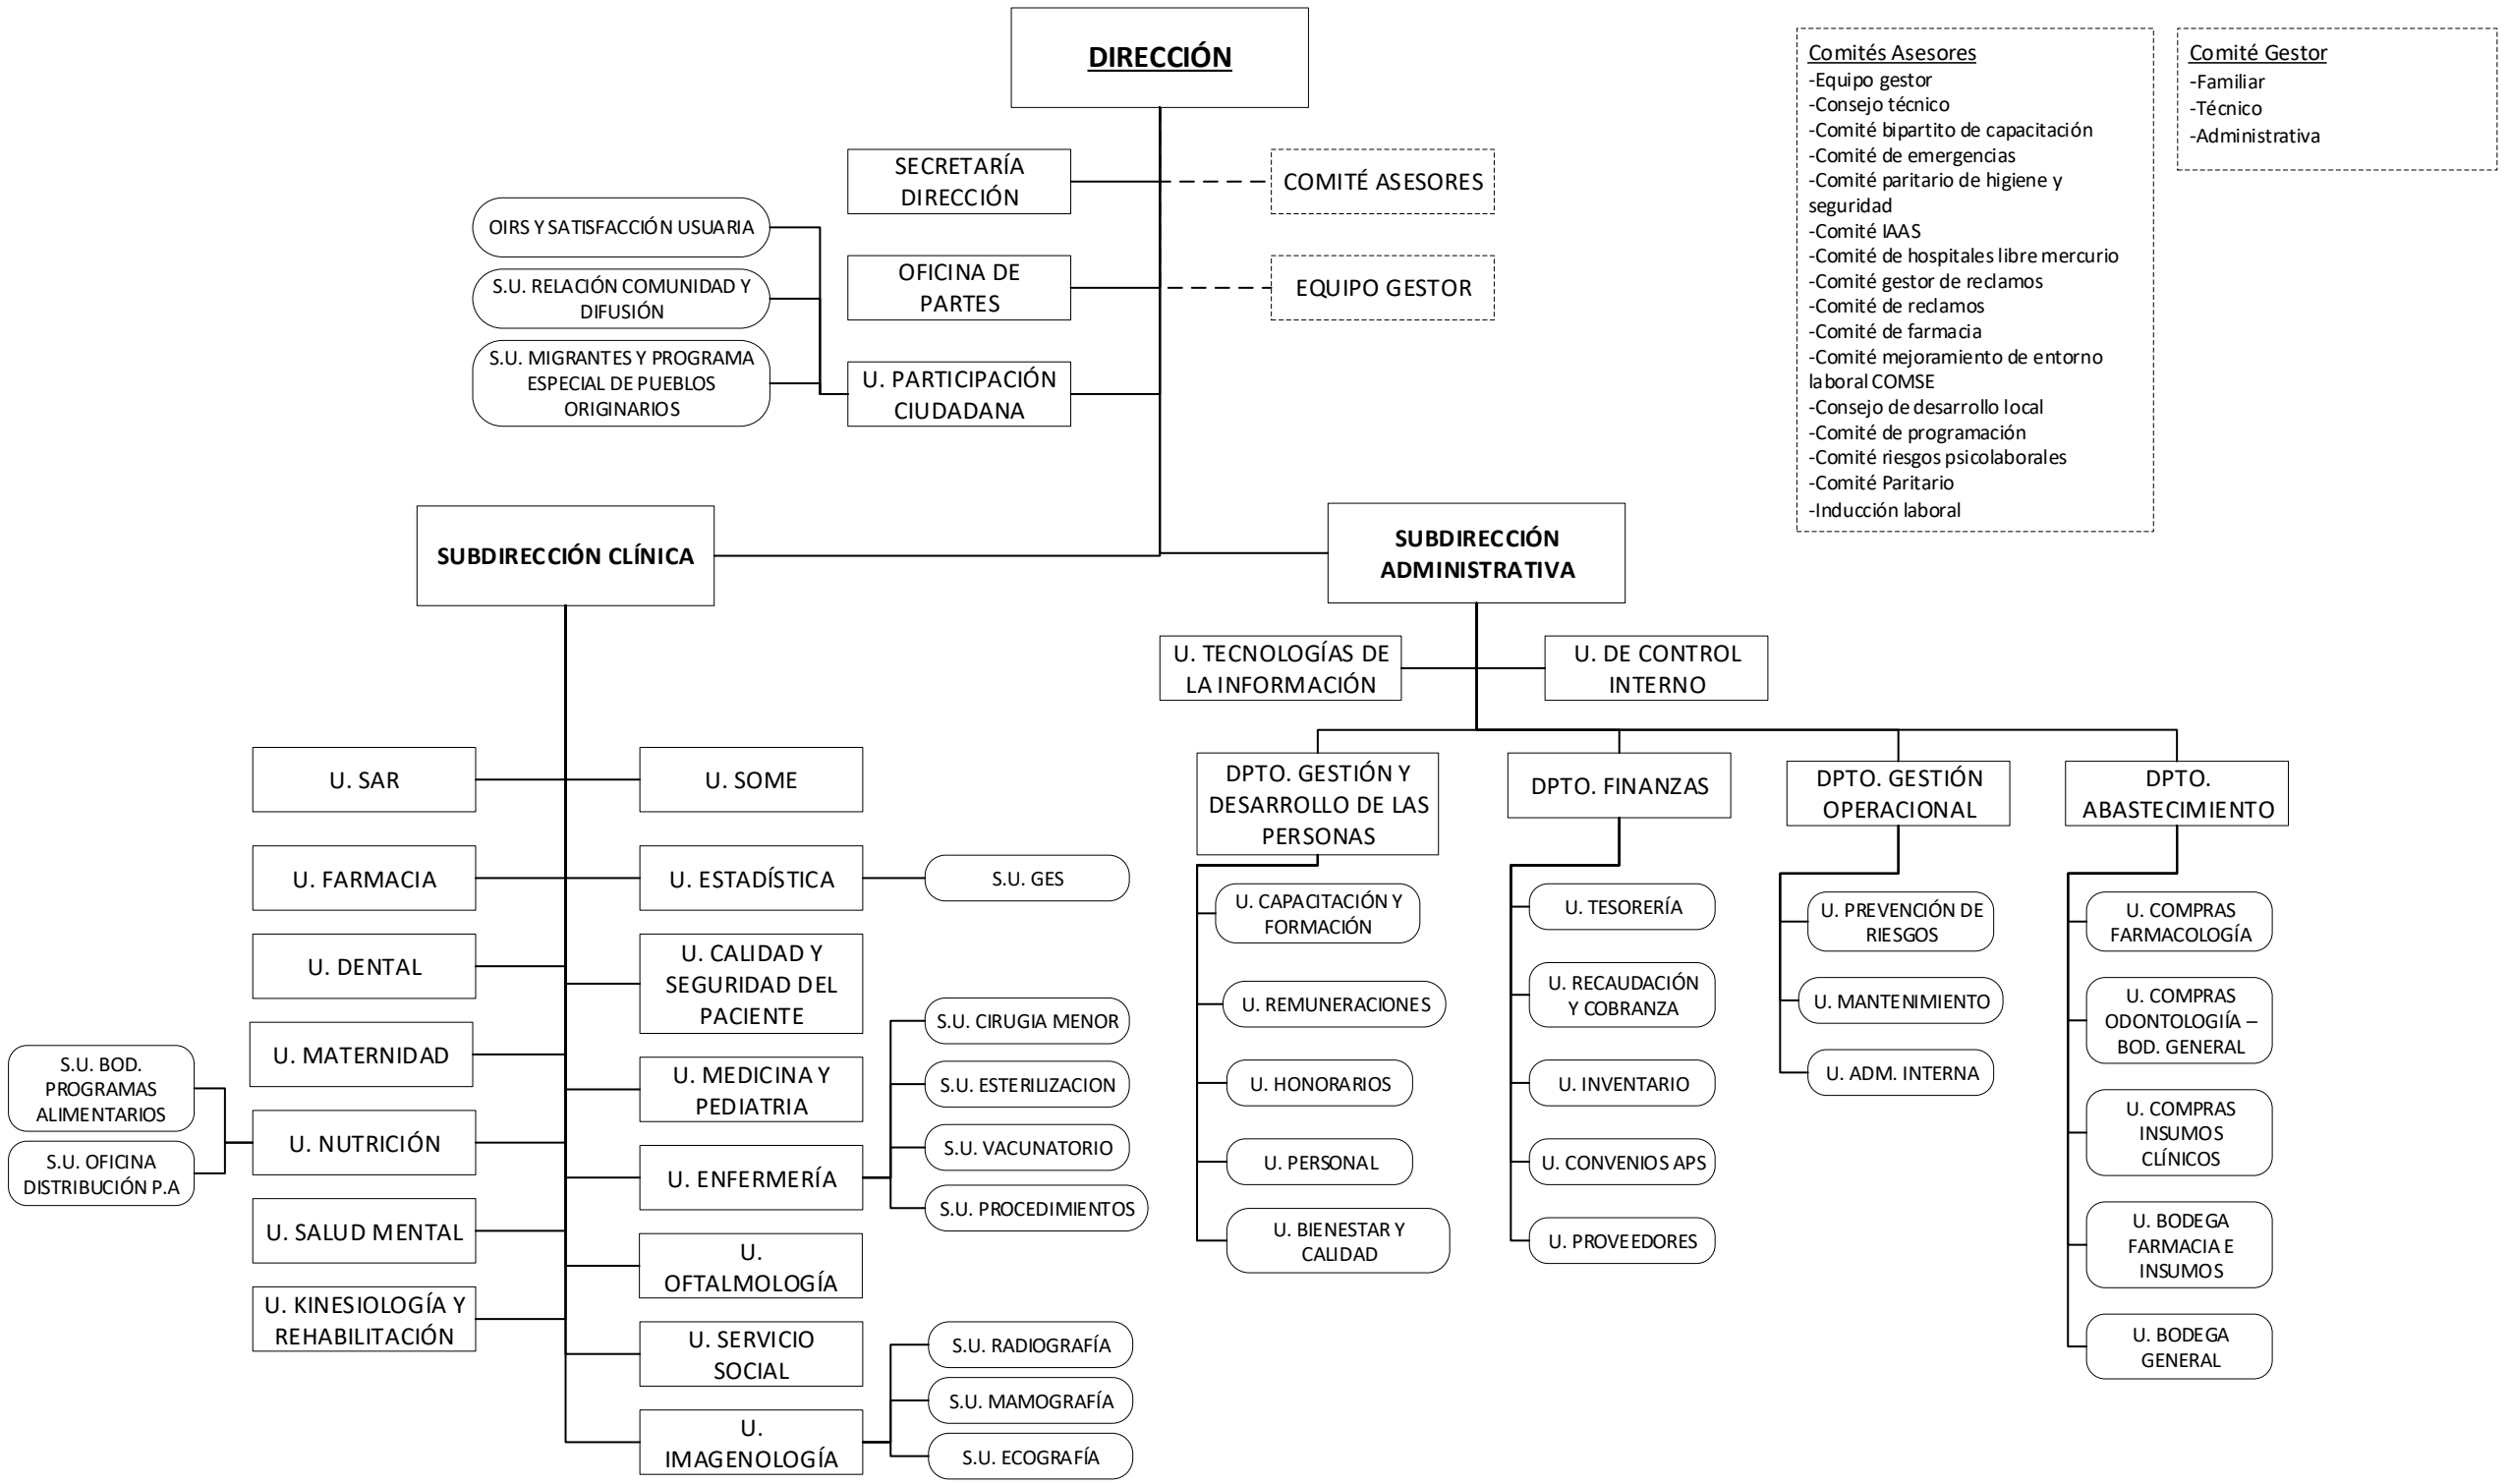 DIRECCIÓN
Comités Asesores
-Equipo gestor
-Consejo técnico
-Comité bipartito de capacitación
-Comité de emergencias
-Comité paritario de higiene y
seguridad
-Comité IAAS
-Comité de hospitales libre mercurio
-Comité gestor de reclamos
-Comité de reclamos
-Comité de farmacia
-Comité mejoramiento de entorno
laboral COMSE
-Consejo de desarrollo local
-Comité de programación
-Comité riesgos psicolaborales
-Comité Paritario
-Inducción laboral
Comité Gestor
-Familiar
-Técnico
-Administrativa
SECRETARÍA
DIRECCIÓN
COMITÉ ASESORES
OFICINA DE
PARTES
EQUIPO GESTOR
U. PARTICIPACIÓN
CIUDADANA
OIRS Y SATISFACCIÓN USUARIA
S.U. RELACIÓN COMUNIDAD Y
DIFUSIÓN
S.U. MIGRANTES Y PROGRAMA
ESPECIAL DE PUEBLOS
ORIGINARIOS
SUBDIRECCIÓN CLÍNICA
SUBDIRECCIÓN
ADMINISTRATIVA
U. SAR
U. FARMACIA
U. DENTAL
U. MATERNIDAD
U. NUTRICIÓN
S.U. BOD.
PROGRAMAS
ALIMENTARIOS
S.U. OFICINA
DISTRIBUCIÓN P.A
U. SALUD MENTAL
U. KINESIOLOGÍA Y
REHABILITACIÓN
U. SOME
U. ESTADÍSTICA
S.U. GES
U. CALIDAD Y
SEGURIDAD DEL
PACIENTE
U. MEDICINA Y
PEDIATRIA
U. ENFERMERÍA
S.U. CIRUGIA MENOR
S.U. ESTERILIZACION
S.U. VACUNATORIO
S.U. PROCEDIMIENTOS
U.
OFTALMOLOGÍA
U. SERVICIO
SOCIAL
U.
IMAGENOLOGÍA
S.U. RADIOGRAFÍA
S.U. MAMOGRAFÍA
S.U. ECOGRAFÍA
U. TECNOLOGÍAS DE
LA INFORMACIÓN
U. DE CONTROL
INTERNO
DPTO. GESTIÓN Y
DESARROLLO DE LAS
PERSONAS
U. CAPACITACIÓN Y
FORMACIÓN
U. REMUNERACIONES
U. HONORARIOS
U. PERSONAL
U. BIENESTAR Y
CALIDAD
DPTO. FINANZAS
U. TESORERÍA
U. RECAUDACIÓN
Y COBRANZA
U. INVENTARIO
U. CONVENIOS APS
U. PROVEEDORES
DPTO. GESTIÓN
OPERACIONAL
U. PREVENCIÓN DE
RIESGOS
U. MANTENIMIENTO
U. ADM. INTERNA
DPTO.
ABASTECIMIENTO
U. COMPRAS
FARMACOLOGÍA
U. COMPRAS
ODONTOLOGIÍA –
BOD. GENERAL
U. COMPRAS
INSUMOS
CLÍNICOS
U. BODEGA
FARMACIA E
INSUMOS
U. BODEGA
GENERAL